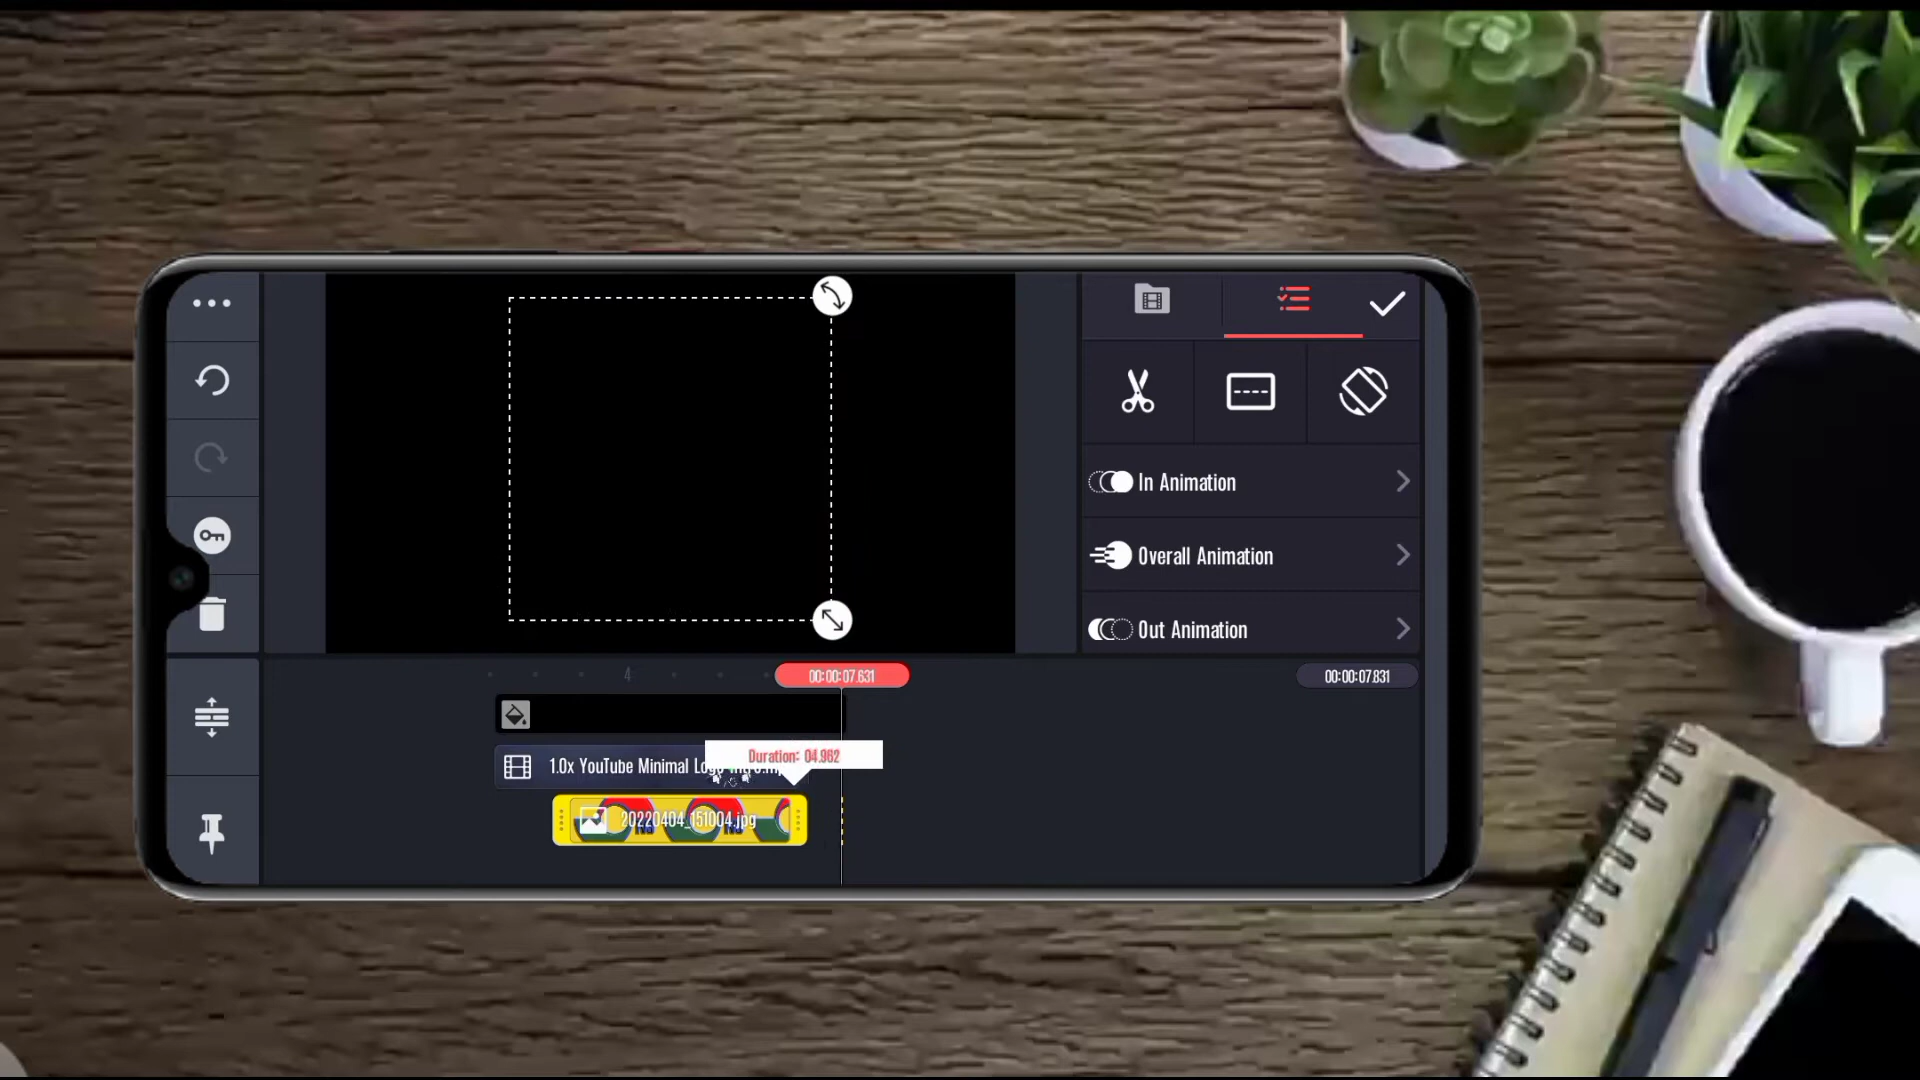 In Animation
Overall Animation
Out Animation
4
00:00:07.631
00:00:07.831
Duration: 04.962
1.0x YouTube Minimal
20220404_151004.jpg